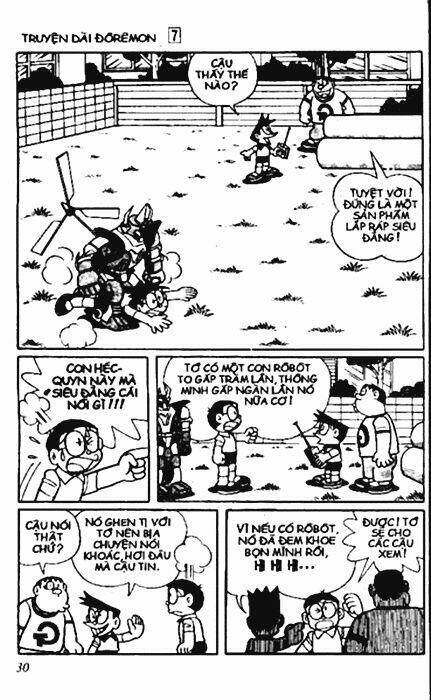 TRUYỆN DÀI ĐÔRÊMON 7
CẬU
THẤY THẾ
NÀO?
TUYỆT VỜI!
ĐÚNG LÀ MỘT
SẢN PHẨM
LẮP RÁP SIÊU
ĐẲNG!
CON HÉC-
QUYN NÀY MÀ
SIÊU ĐẲNG CÁI
NỖI GÌ!!!
TỚ CÓ MỘT CON RÔBỐT
TO GẤP TRĂM LẦN, THÔNG
MINH GẤP NGÀN LẦN NÓ
NỮA CƠ!
CẬU NÓI
THẬT
CHỨ?
NÓ GHEN TỊ VỚI
TỚ NÊN BỊA
CHUYỆN NÓI
KHOÁC, HƠI ĐÂU
MÀ CẬU TIN.
VÌ NẾU CÓ RÔBỐT
NÓ ĐÃ ĐEM KHOE
BỌN MÌNH RỒI,
HI HI HI...
ĐƯỢC! TỚ
SẼ CHO
CÁC CẬU
XEM!
G
30